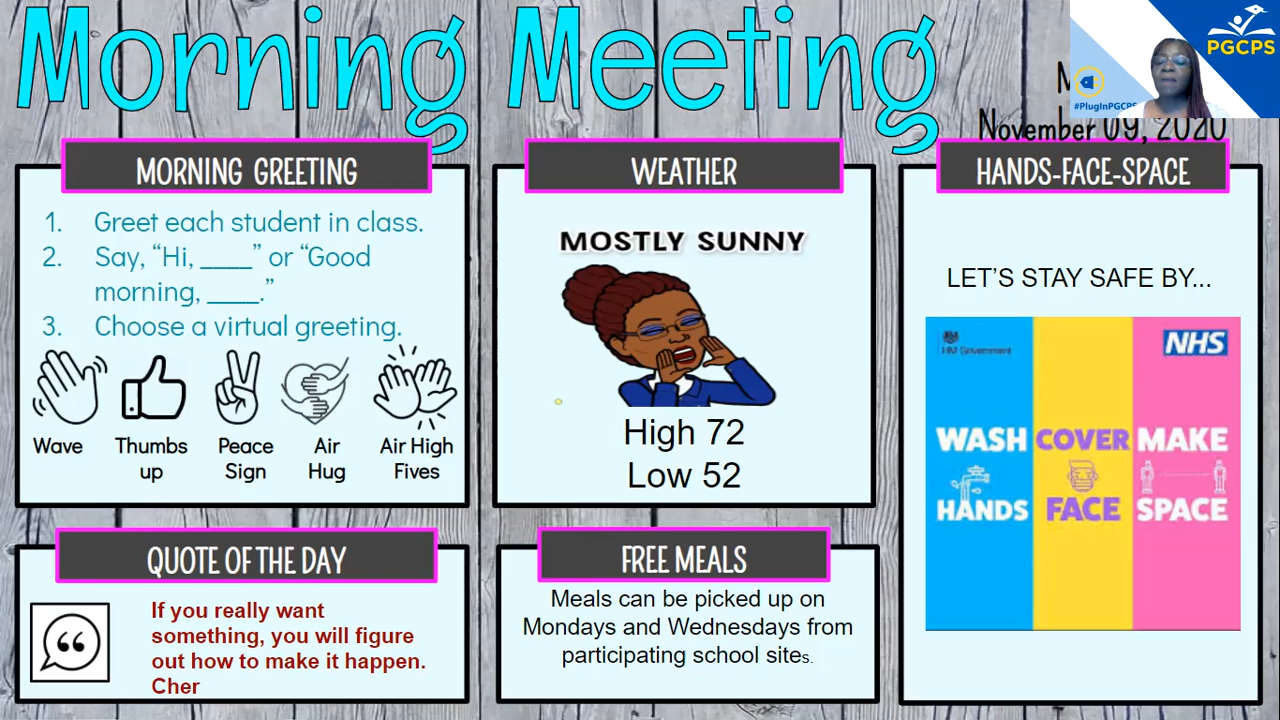 Morning Meeting
PGCPS
#PlugInPGCPS
November 09, 2020
MORNING GREETING
1. Greet each student in class.
2. Say, “Hi, ____” or “Good
morning, ____.”
3. Choose a virtual greeting.
Wave
Thumbs
up
Peace
Sign
Air
Hug
Air High
Fives
WEATHER
MOSTLY SUNNY
High 72
Low 52
HANDS-FACE-SPACE
LET’S STAY SAFE BY...
HM Government
NHS
WASH
HANDS
COVER
FACE
MAKE
SPACE
QUOTE OF THE DAY
If you really want
something, you will figure
out how to make it happen.
Cher
FREE MEALS
Meals can be picked up on
Mondays and Wednesdays from
participating school sites.